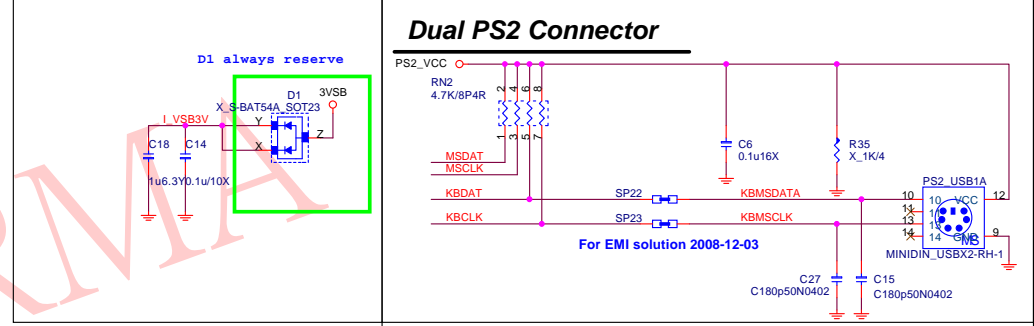 Dual PS2 Connector
D1 always reserve
D1
X_S-BAT54A_SOT23
3VSB
I_VSB3V
Y
X
Z
C18
C14
1u6.3Y
0.1u/10X
RMA
PS2_VCC
RN2
4.7K/8P4R
2
4
6
8
1
3
5
7
MSDAT
MSCLK
KBDAT
KBCLK
SP22
SP23
KBMSDATA
KBMSCLK
For EMI solution 2008-12-03
C6
0.1u16X
R35
X_1K/4
PS2_USB1A
10
10
VCC
12
11
13
13
14
14
GND
9
MS
MINIDIN_USBX2-RH-1
C27
C180p50N0402
C15
C180p50N0402